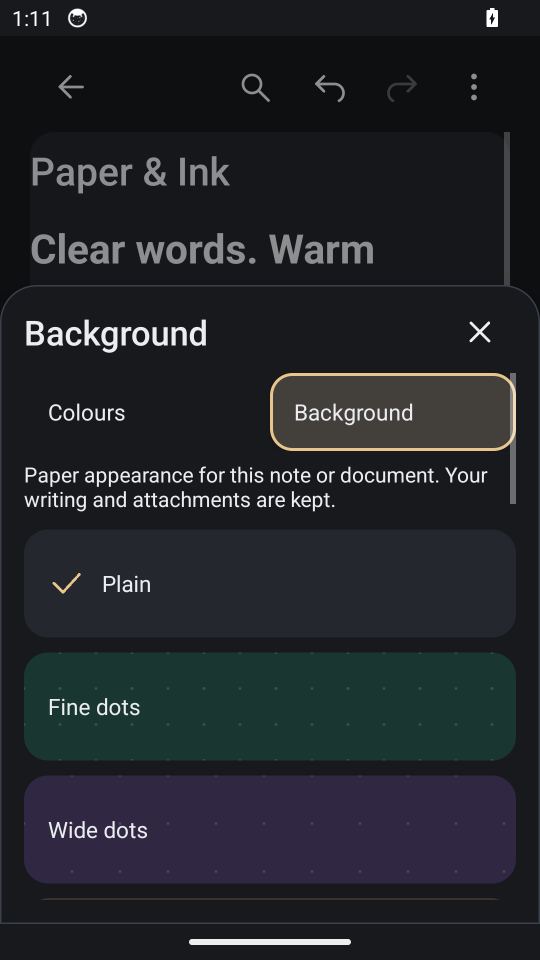 1:11
Paper & Ink
Clear words. Warm
Background
Colours
Background
Paper appearance for this note or document. Your
writing and attachments are kept.
Plain
Fine dots
Wide dots